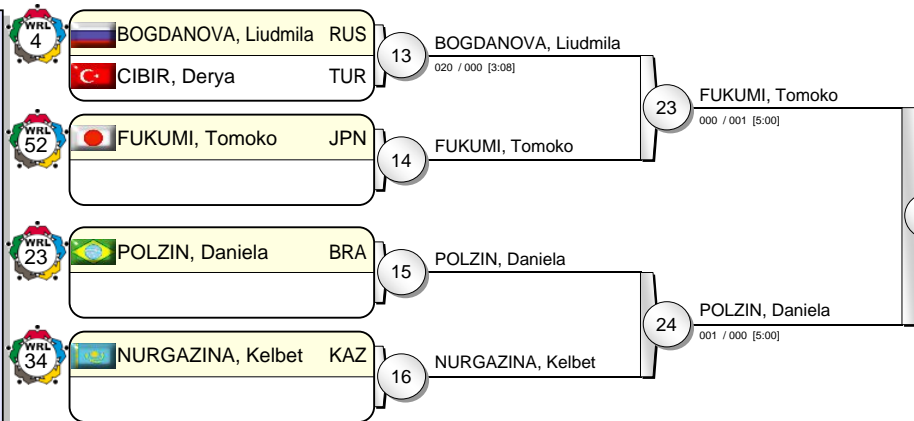 WRL
4
BOGDANOVA, Liudmila RUS
CIBIR, Derya TUR
13
BOGDANOVA, Liudmila
020 / 000 [3:08]
WRL
52
FUKUMI, Tomoko JPN
14
FUKUMI, Tomoko
23
FUKUMI, Tomoko
000 / 001 [5:00]
WRL
23
POLZIN, Daniela BRA
15
POLZIN, Daniela
WRL
34
NURGAZINA, Kelbet KAZ
16
NURGAZINA, Kelbet
24
POLZIN, Daniela
001 / 000 [5:00]